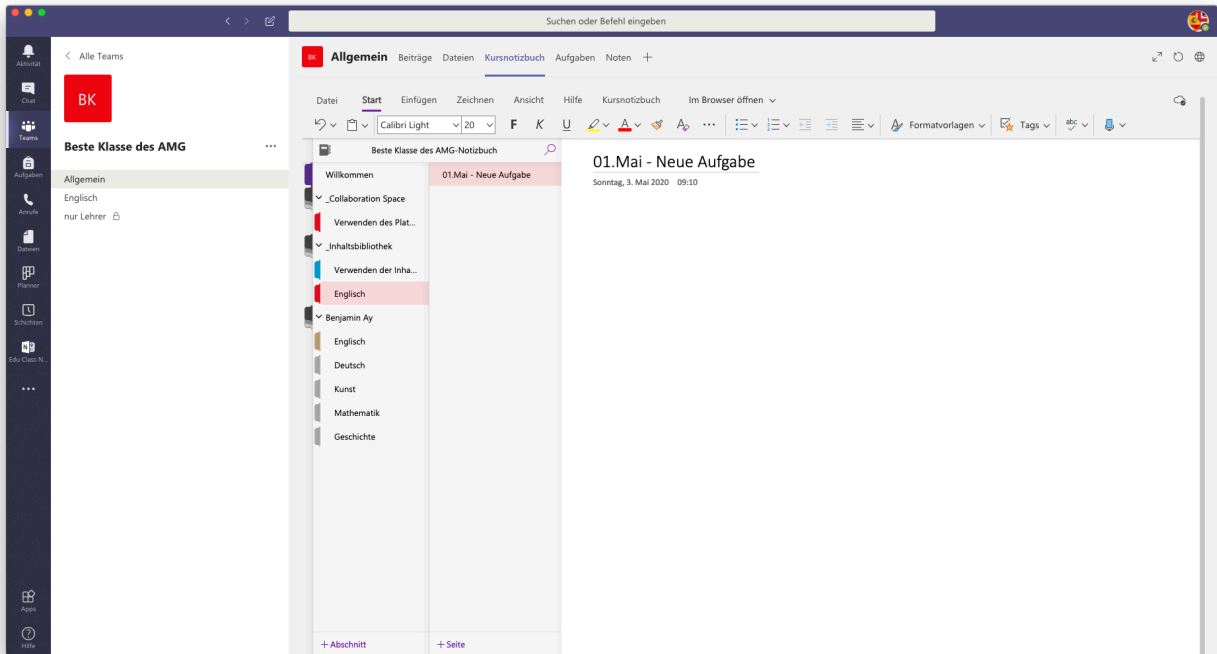 Suchen oder Befehl eingeben
Aktivität
Chat
Teams
Aufgaben
Anrufe
Dateien
Planner
Schichten
Edu Class N...
Apps
Hilfe
Alle Teams
BK
Beste Klasse des AMG
Allgemein
Englisch
nur Lehrer
BK Allgemein Beiträge Dateien Kursnotizbuch Aufgaben Noten
Datei Start Einfügen Zeichnen Ansicht Hilfe Kursnotizbuch Im Browser öffnen
Calibri Light 20 F K U A A Formatvorlagen Tags abc
Beste Klasse des AMG-Notizbuch
Willkommen
_Collaboration Space
Verwenden des Plat...
_Inhaltsbibliothek
Verwenden der Inha...
Englisch
Benjamin Ay
Englisch
Deutsch
Kunst
Mathematik
Geschichte
+ Abschnitt
01.Mai - Neue Aufgabe
+ Seite
01.Mai - Neue Aufgabe
Sonntag, 3. Mai 2020 09:10